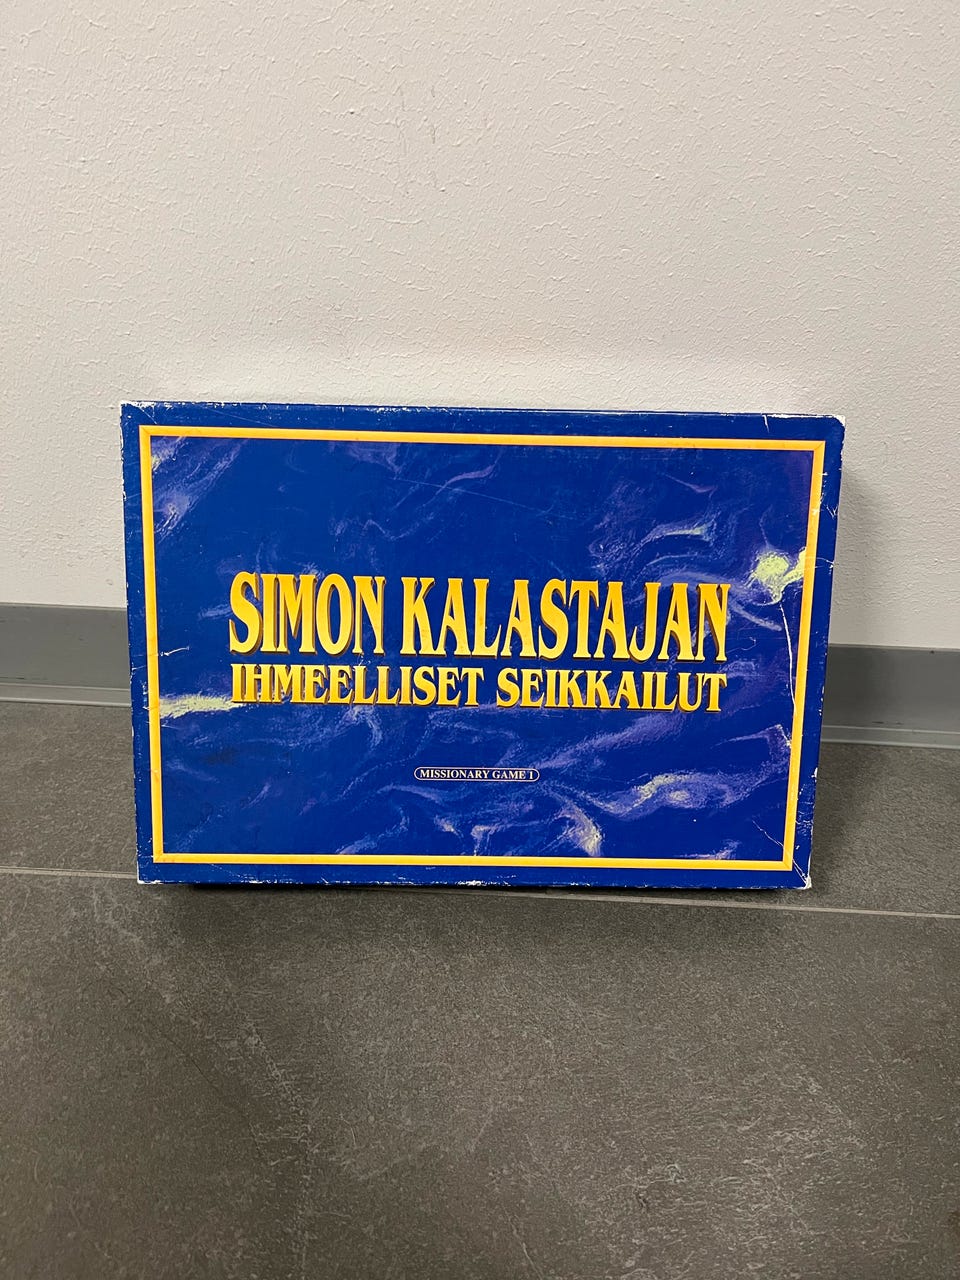 SIMON KALASTAJAN
IHMEELLISET SEIKKAILUT
MISSIONARY GAME 1